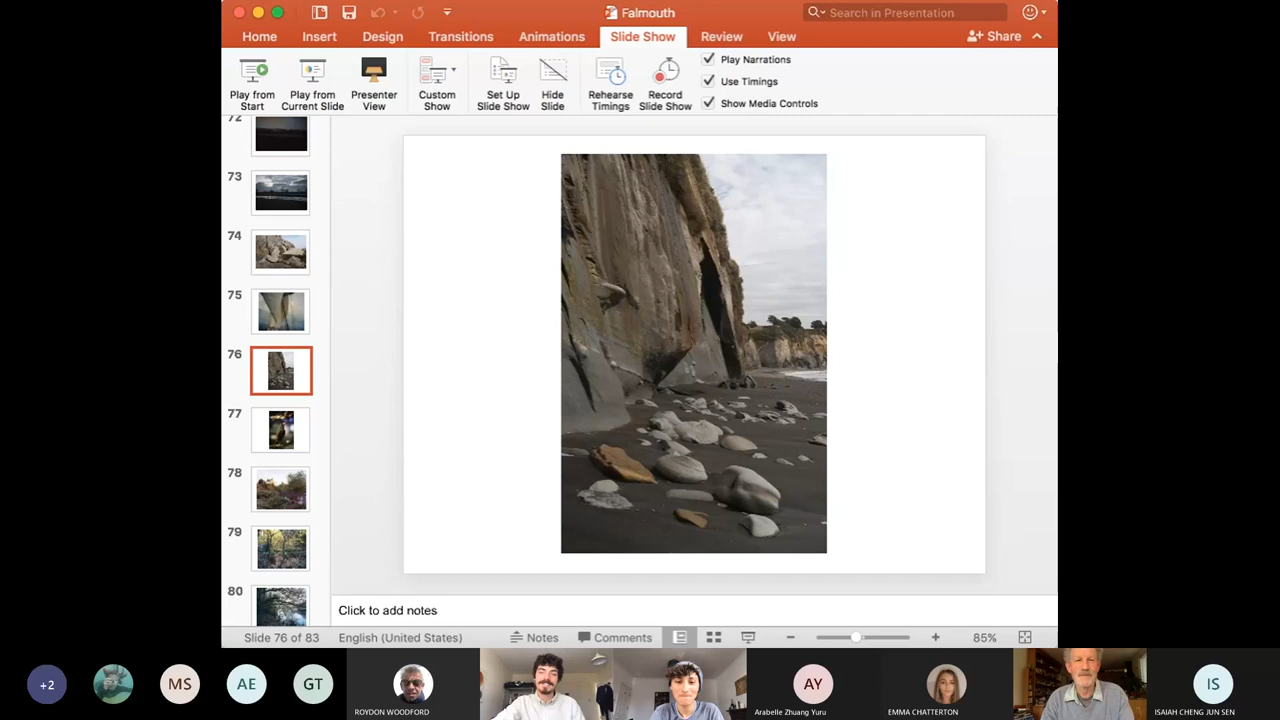 Falmouth
Search in Presentation
Home Insert Design Transitions Animations Slide Show Review View Share
Play from Start
Play from Current Slide
Presenter View
Custom Show
Set Up Slide Show
Hide Slide
Rehearse Timings
Record Slide Show
Play Narrations
Use Timings
Show Media Controls
72
73
74
75
76
77
78
79
80
Click to add notes
Slide 76 of 83 English (United States) Notes Comments 85%
+2 MS AE GT AY IS
ROYDON WOODFORD Arabelle Zhuang Yuru EMMA CHATTERTON ISAIAH CHENG JUN SEN